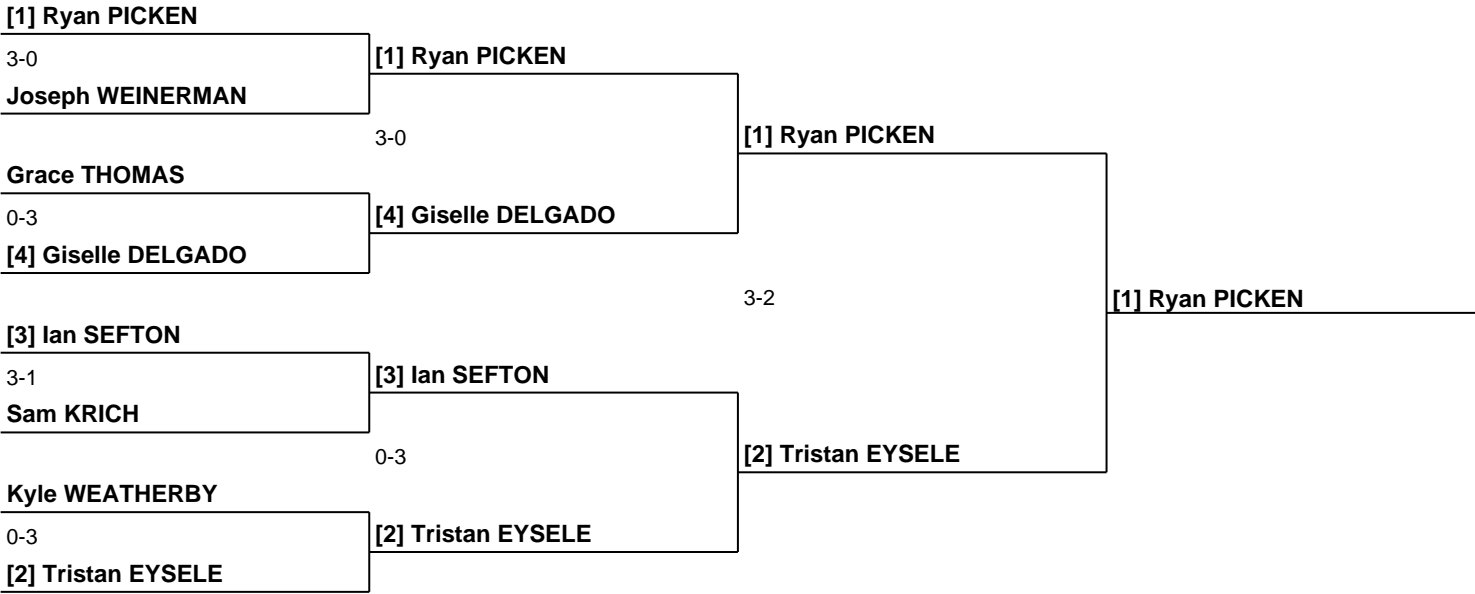 [1] Ryan PICKEN
3-0
Joseph WEINERMAN
[1] Ryan PICKEN
3-0
Grace THOMAS
0-3
[4] Giselle DELGADO
[4] Giselle DELGADO
[1] Ryan PICKEN
3-2
[3] Ian SEFTON
3-1
Sam KRICH
[3] Ian SEFTON
0-3
Kyle WEATHERBY
0-3
[2] Tristan EYSELE
[2] Tristan EYSELE
[2] Tristan EYSELE
[1] Ryan PICKEN